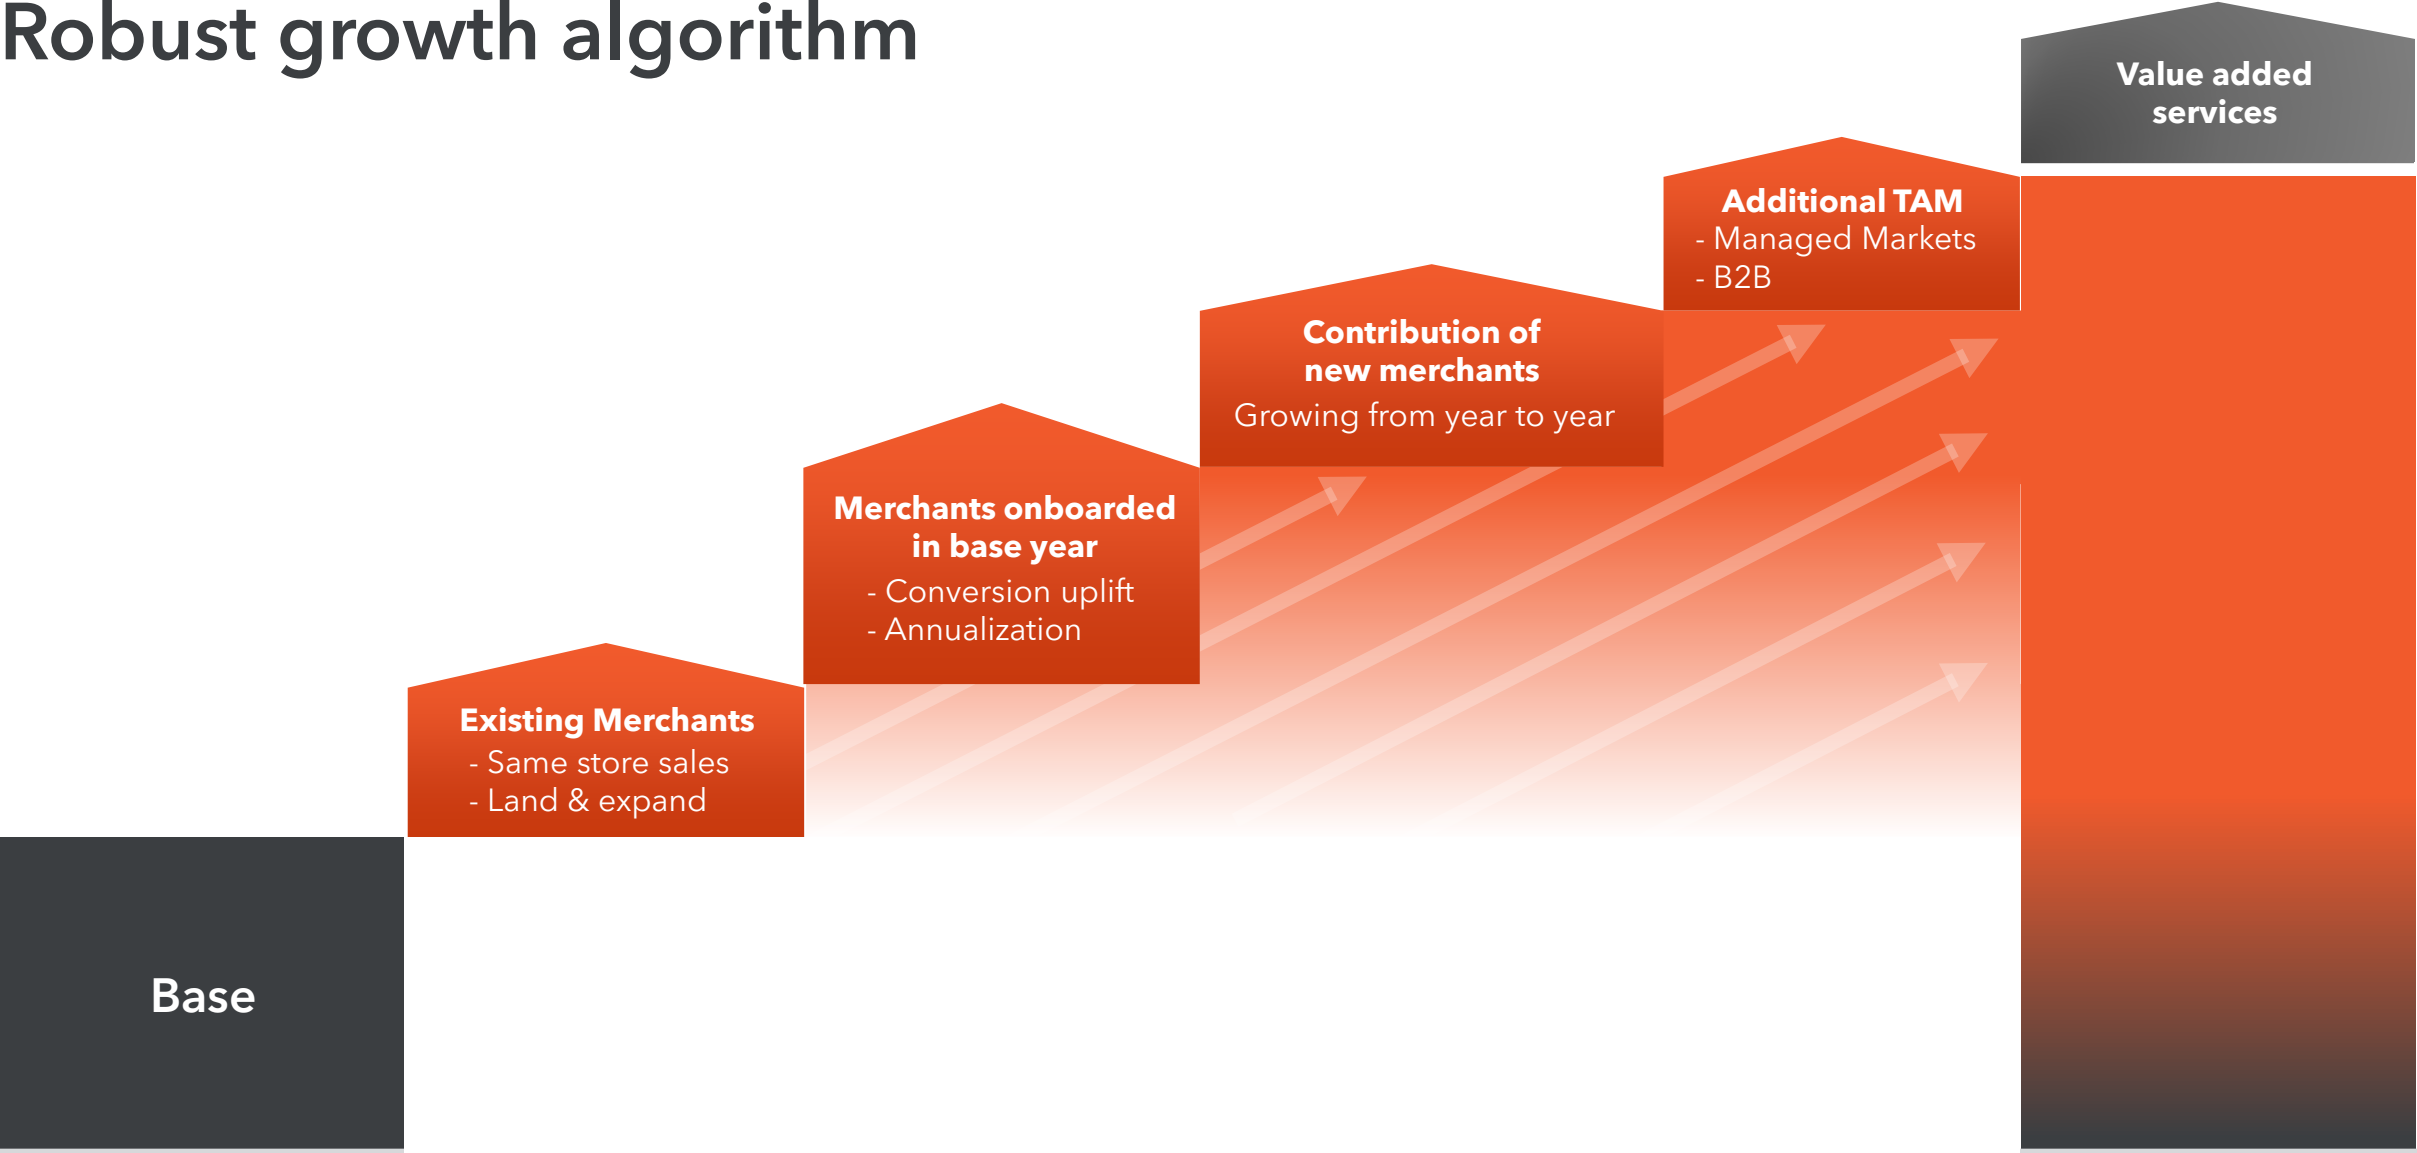 Robust growth algorithm
Value added
services
Additional TAM
- Managed Markets
- B2B
Contribution of
new merchants
Growing from year to year
Merchants onboarded
in base year
- Conversion uplift
- Annualization
Existing Merchants
- Same store sales
- Land & expand
Base